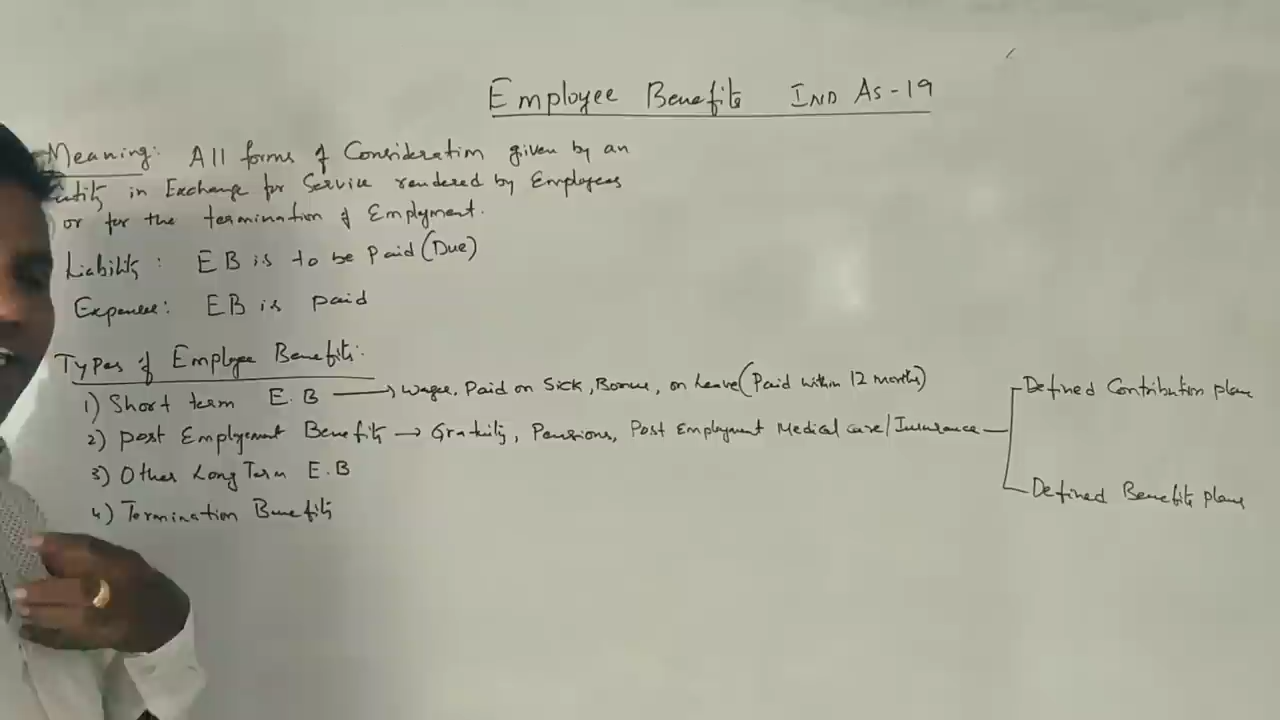 Employee Benefits IND As-19
Meaning: All forms of Consideration given by an
entity in Exchange for Service rendered by Employees
or for the termination of Emplyment.
Liability: EB is to be paid (Due)
Expense: EB is paid
Types of Employee Benefits:
1) Short term E.B → wages, Paid on Sick, Bonus, on Leave (Paid within 12 months)
2) post Employment Benefits → Gratuity, Pensions, Post Employment Medical care/Insurance
Defined Contribution plans
Defined Benefits plans
3) Other Long Term E.B
4) Termination Benefits